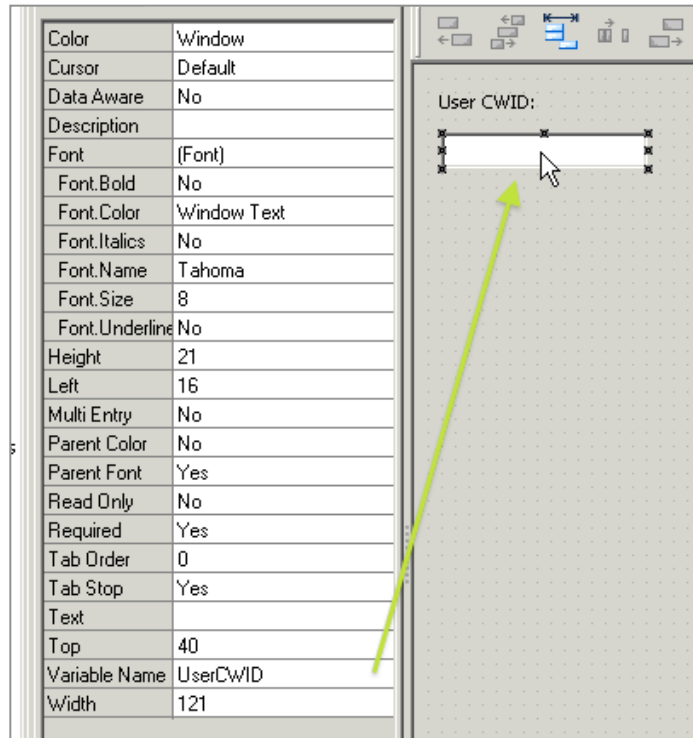 Color Window
Cursor Default
Data Aware No
Description
Font (Font)
Font.Bold No
Font.Color Window Text
Font.Italics No
Font.Name Tahoma
Font.Size 8
Font.Underline No
Height 21
Left 16
Multi Entry No
Parent Color No
Parent Font Yes
Read Only No
Required Yes
Tab Order 0
Tab Stop Yes
Text
Top 40
Variable Name UserCWID
Width 121
User CWID:
s